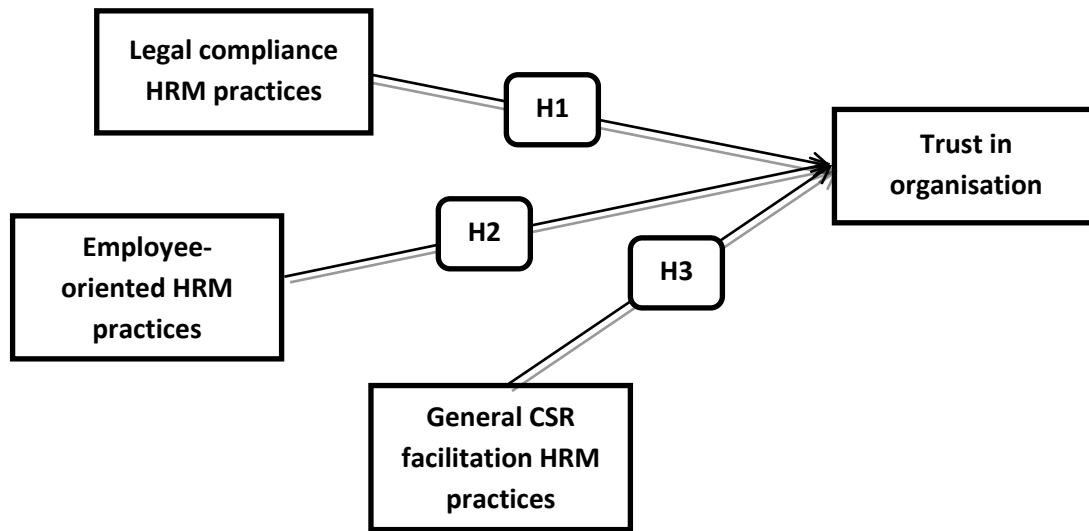 Legal compliance
HRM practices
H1
Trust in
organisation
Employee-
oriented HRM
practices
H2
H3
General CSR
facilitation HRM
practices